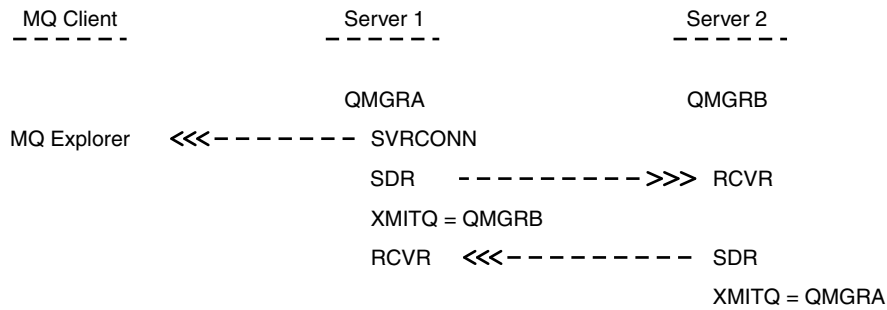 MQ Client Server 1 Server 2
QMGRA QMGRB
MQ Explorer <<<------- SVRCONN
SDR --------->>> RCVR
XMITQ = QMGRB
RCVR <<<--------- SDR
XMITQ = QMGRA